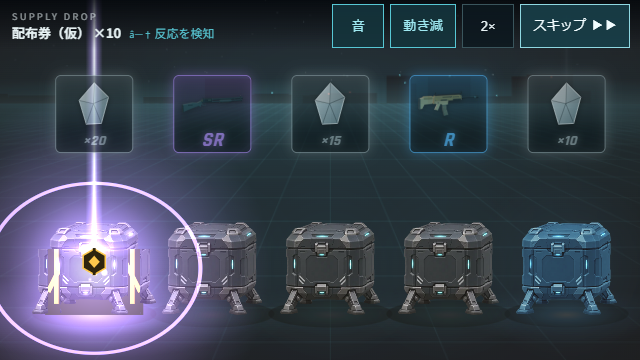 SUPPLY DROP
配布券（仮）×10 â—† 反応を検知
音
動き減
2×
スキップ ▶▶
×20
SR
×15
R
×10